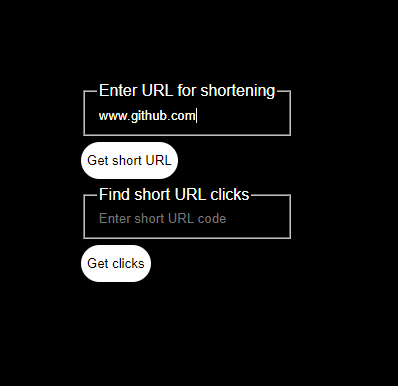 Enter URL for shortening
www.github.com
Get short URL
Find short URL clicks
Enter short URL code
Get clicks